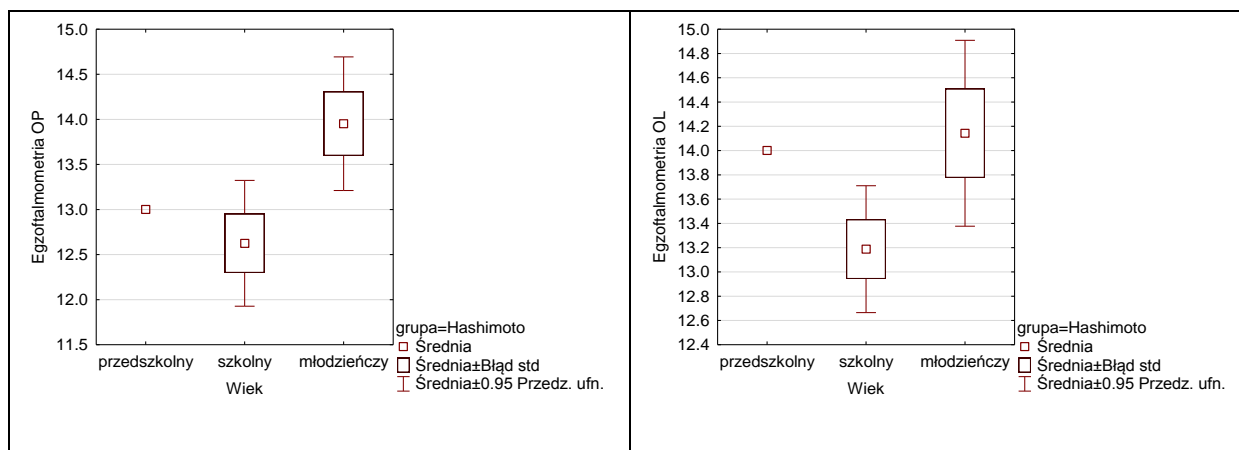 15.0
14.5
14.0
13.5
13.0
12.5
12.0
11.5
Egzoftalmometria OP
przedszkolny szkolny młodzieńczy
Wiek
grupa=Hashimoto
Średnia
Średnia±Błąd std
Średnia±0.95 Przedz. ufn.
15.0
14.8
14.6
14.4
14.2
14.0
13.8
13.6
13.4
13.2
13.0
12.8
12.6
12.4
Egzoftalmometria OL
przedszkolny szkolny młodzieńczy
Wiek
grupa=Hashimoto
Średnia
Średnia±Błąd std
Średnia±0.95 Przedz. ufn.